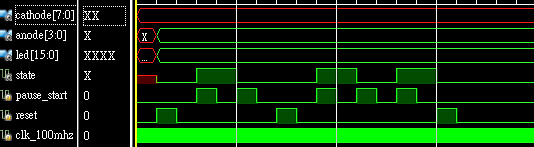 cathode[7:0] XX
anode[3:0] X X
led[15:0] XXXX ...
state X
pause_start 0
reset 0
clk_100mhz 0